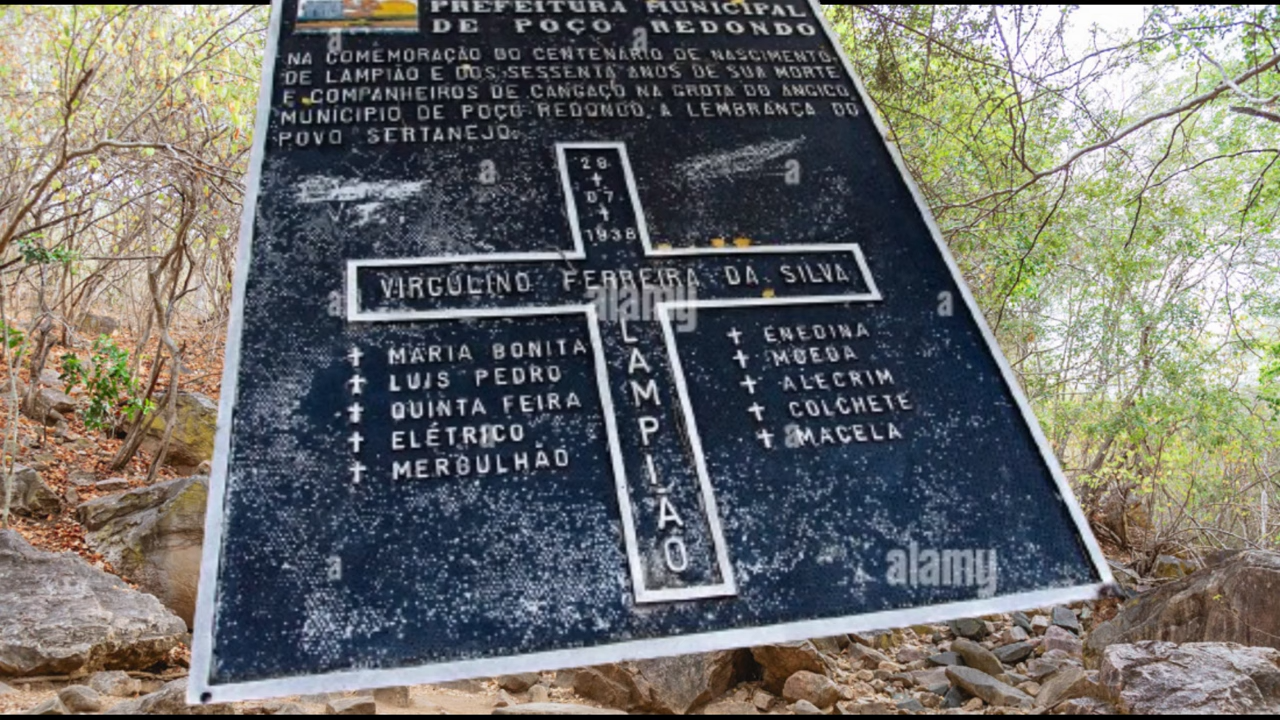 PREFEITURA MUNICIPAL
DE POÇO REDONDO
NA COMEMORAÇÃO DO CENTENÁRIO DE NASCIMENTO
DE LAMPIÃO E DOS SESSENTA ANOS DE SUA MORTE
E COMPANHEIROS DE CANGAÇO NA GROTA DO ANGICO,
MUNICIPIO DE POÇO REDONDO, A LEMBRANÇA DO
POVO SERTANEJO.
28
07
1938
VIRGULINO FERREIRA DA SILVA
LAMPIÃO
MARIA BONITA
LUIS PEDRO
QUINTA FEIRA
ELÉTRICO
MERGULHÃO
ENEDINA
MOEDA
ALECRIM
COLCHETE
MACELA
alamy
alamy